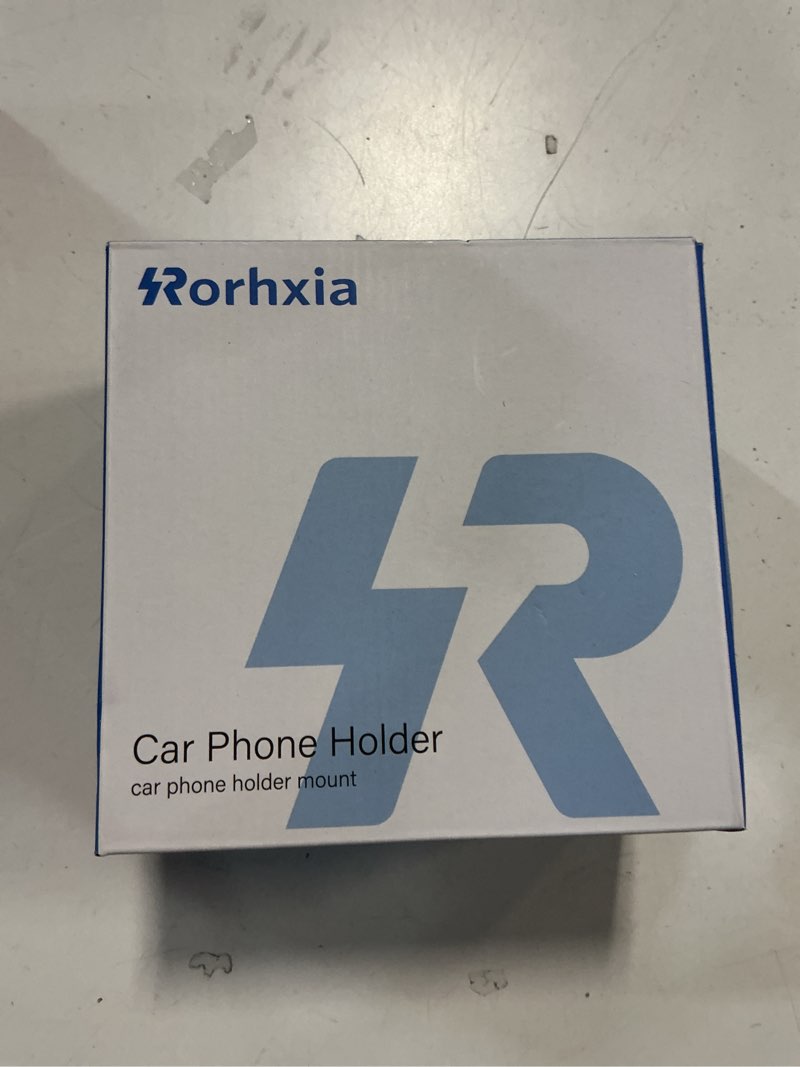 Rorhxia
Car Phone Holder
car phone holder mount